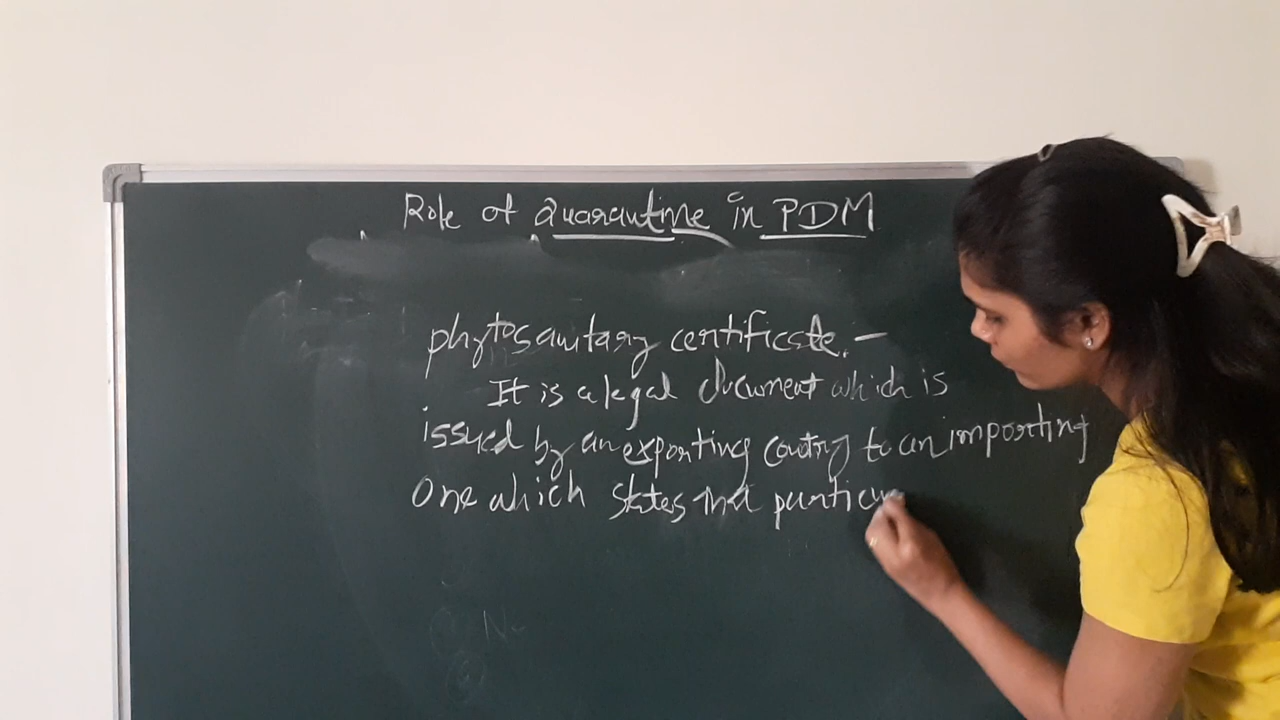 Role of Quarantine in PDM
phytosanitary certificate. -
It is a legal document which is
issued by an exporting country to an importing
One which states that particu